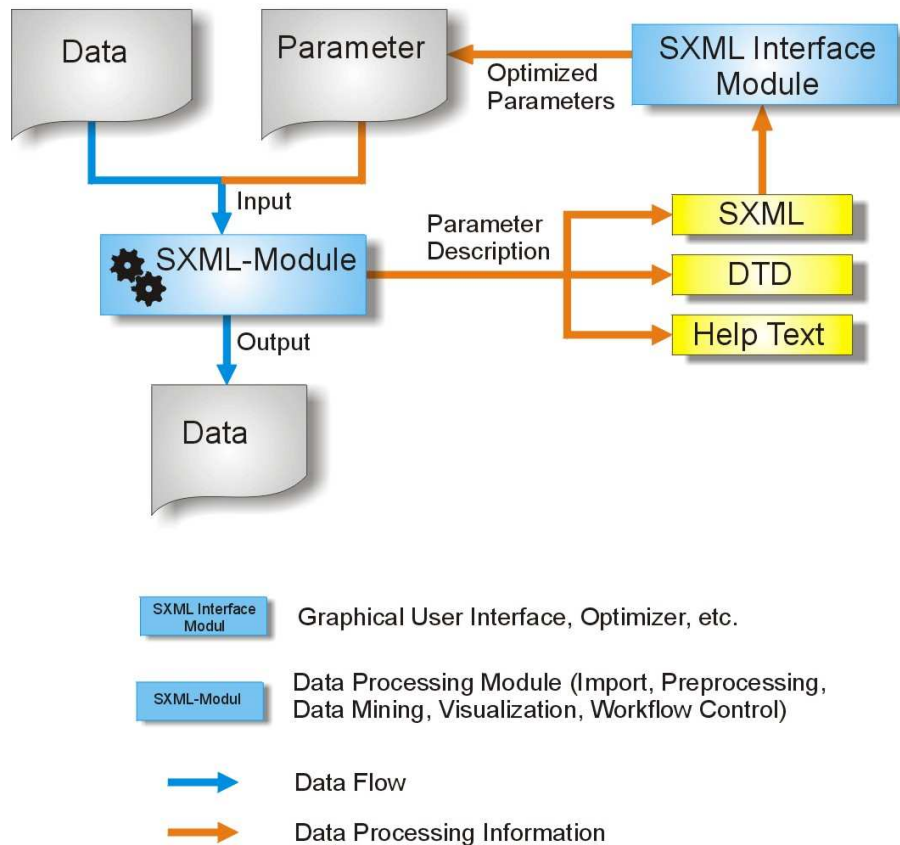 Data
Parameter
SXML Interface
Module
Optimized
Parameters
Input
Parameter
Description
SXML
SXML-Module
DTD
Help Text
Output
Data
SXML Interface
Modul
Graphical User Interface, Optimizer, etc.
SXML-Modul
Data Processing Module (Import, Preprocessing,
Data Mining, Visualization, Workflow Control)
Data Flow
Data Processing Information